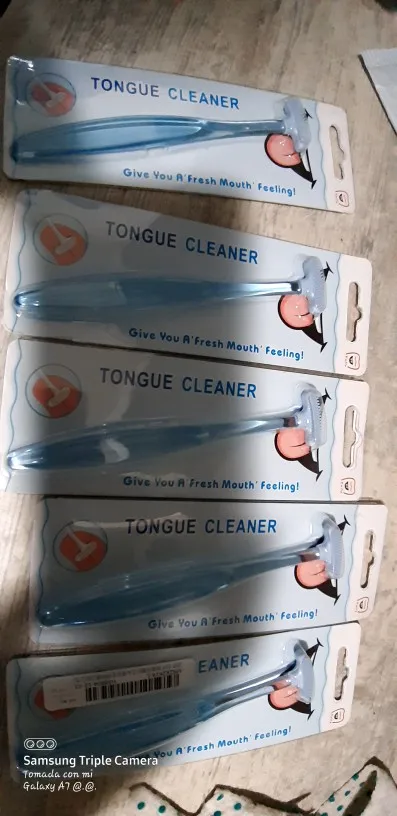 TONGUE CLEANER
Give You A 'Fresh Mouth' Feeling!
TONGUE CLEANER
Give You A 'Fresh Mouth' Feeling!
TONGUE CLEANER
Give You A 'Fresh Mouth' Feeling!
TONGUE CLEANER
Give You A 'Fresh Mouth' Feeling!
EANER
You A 'Fresh Mouth' Feeling!
Samsung Triple Camera
Tomada con mi
Galaxy A7 @.@.